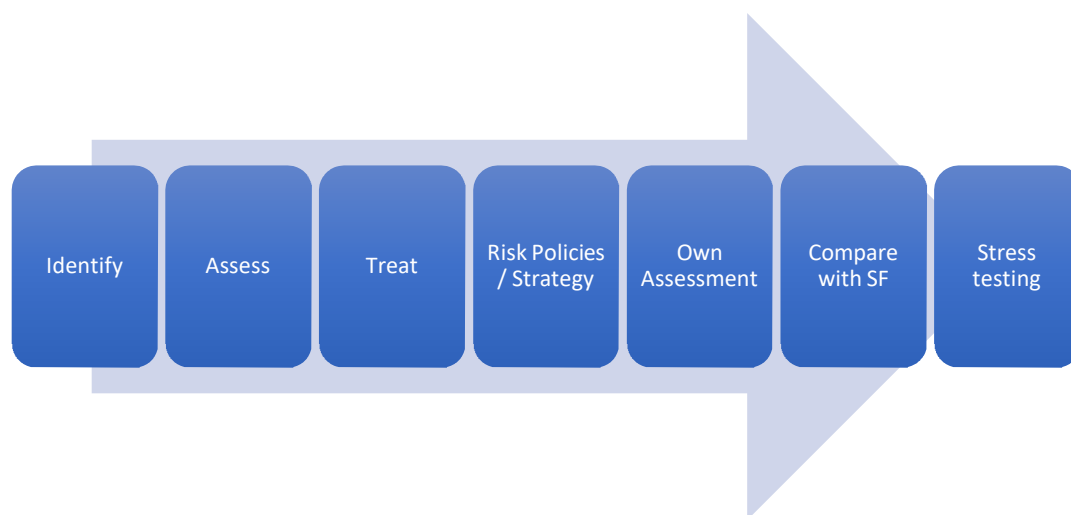 Identify
Assess
Treat
Risk Policies
/ Strategy
Own
Assessment
Compare
with SF
Stress
testing